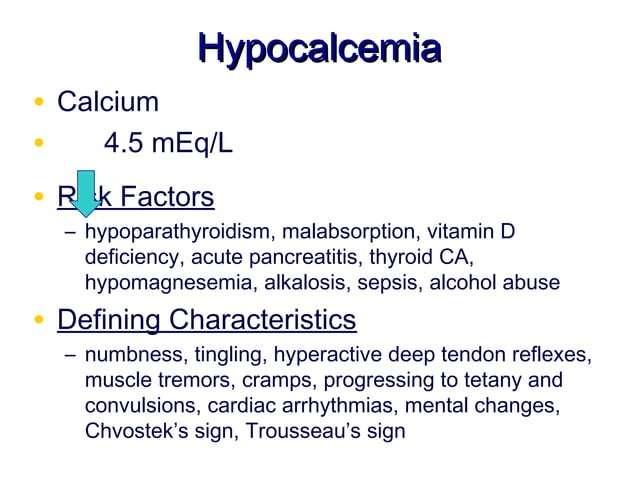 Hypocalcemia
• Calcium
• 4.5 mEq/L
• Risk Factors
– hypoparathyroidism, malabsorption, vitamin D
deficiency, acute pancreatitis, thyroid CA,
hypomagnesemia, alkalosis, sepsis, alcohol abuse
• Defining Characteristics
– numbness, tingling, hyperactive deep tendon reflexes,
muscle tremors, cramps, progressing to tetany and
convulsions, cardiac arrhythmias, mental changes,
Chvostek’s sign, Trousseau’s sign